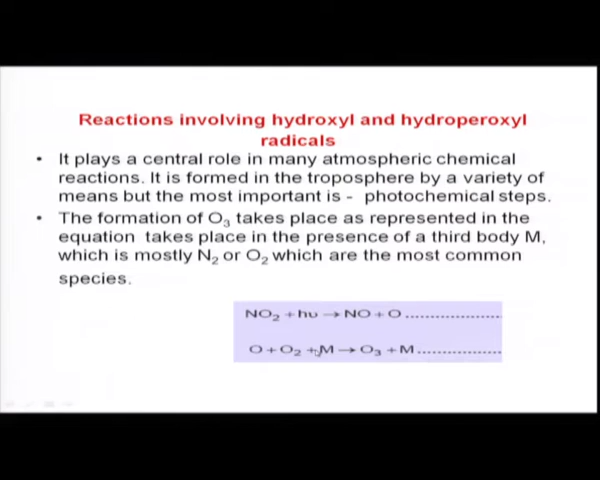 Reactions involving hydroxyl and hydroperoxyl
radicals
• It plays a central role in many atmospheric chemical
reactions. It is formed in the troposphere by a variety of
means but the most important is - photochemical steps.
• The formation of O₃ takes place as represented in the
equation takes place in the presence of a third body M,
which is mostly N₂ or O₂ which are the most common
species.
NO₂ + hυ → NO + O ......................
O + O₂ + M → O₃ + M ...................